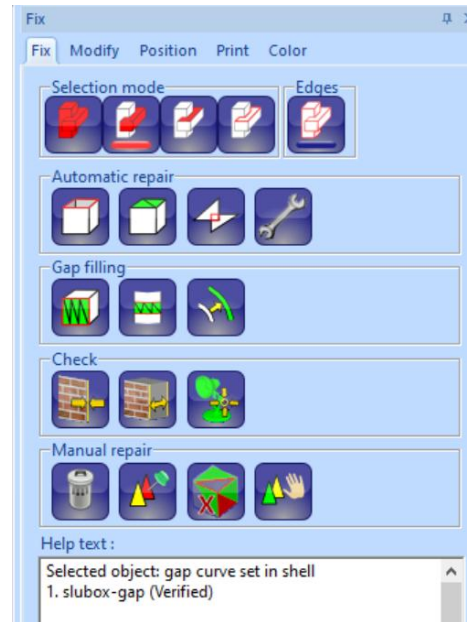 Fix
Fix Modify Position Print Color
Selection mode Edges
Automatic repair
Gap filling
Check
Manual repair
Help text :
Selected object: gap curve set in shell
1. slubox-gap (Verified)